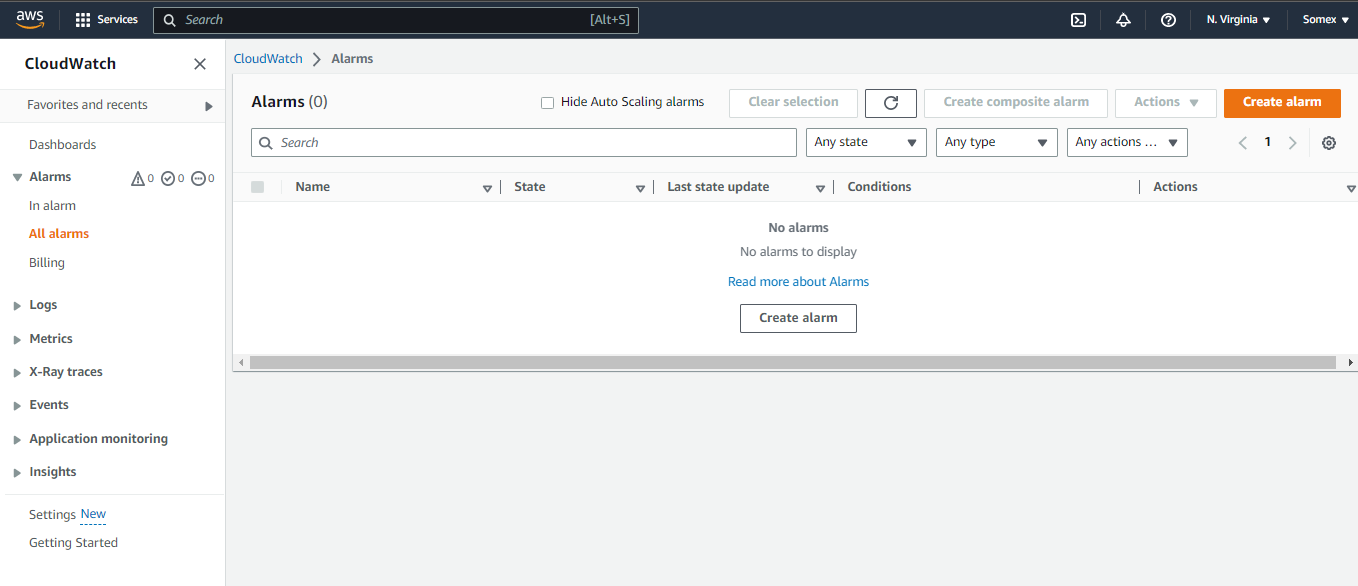 aws Services Search [Alt+S] N. Virginia Somex
CloudWatch
Favorites and recents
Dashboards
Alarms 0 0 0
In alarm
All alarms
Billing
Logs
Metrics
X-Ray traces
Events
Application monitoring
Insights
Settings New
Getting Started
CloudWatch Alarms
Alarms (0) Hide Auto Scaling alarms Clear selection Create composite alarm Actions Create alarm
Search Any state Any type Any actions ... 1
Name State Last state update Conditions Actions
No alarms
No alarms to display
Read more about Alarms
Create alarm